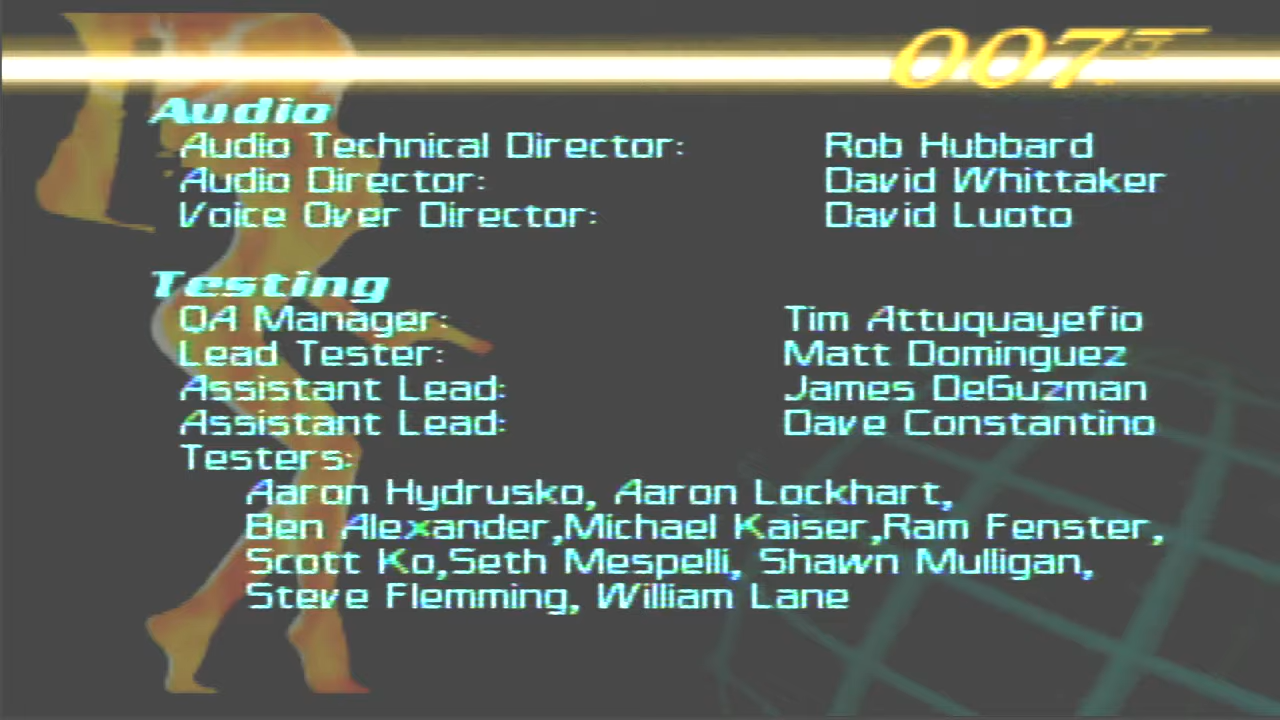 007
Audio
Audio Technical Director: Rob Hubbard
Audio Director: David Whittaker
Voice Over Director: David Luoto
Testing
QA Manager: Tim Attuquayefio
Lead Tester: Matt Dominguez
Assistant Lead: James DeGuzman
Assistant Lead: Dave Constantino
Testers:
Aaron Hydrusko, Aaron Lockhart,
Ben Alexander,Michael Kaiser,Ram Fenster,
Scott Ko,Seth Mespelli, Shawn Mulligan,
Steve Flemming, William Lane